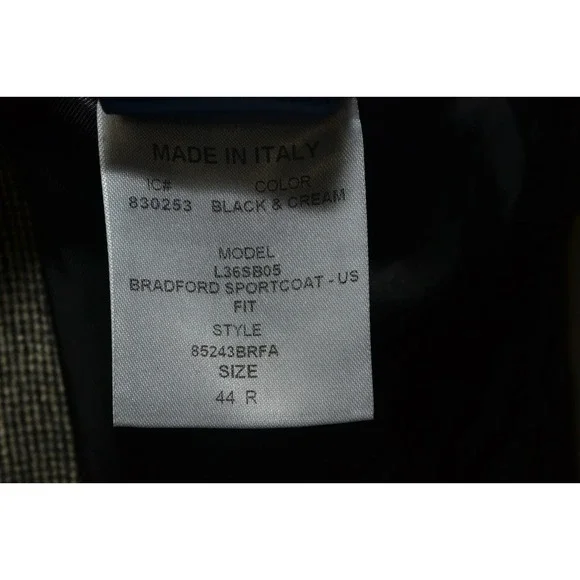 MADE IN ITALY
IC# COLOR
830253 BLACK & CREAM
MODEL
L36SB05
BRADFORD SPORTCOAT - US
FIT
STYLE
85243BRFA
SIZE
44 R